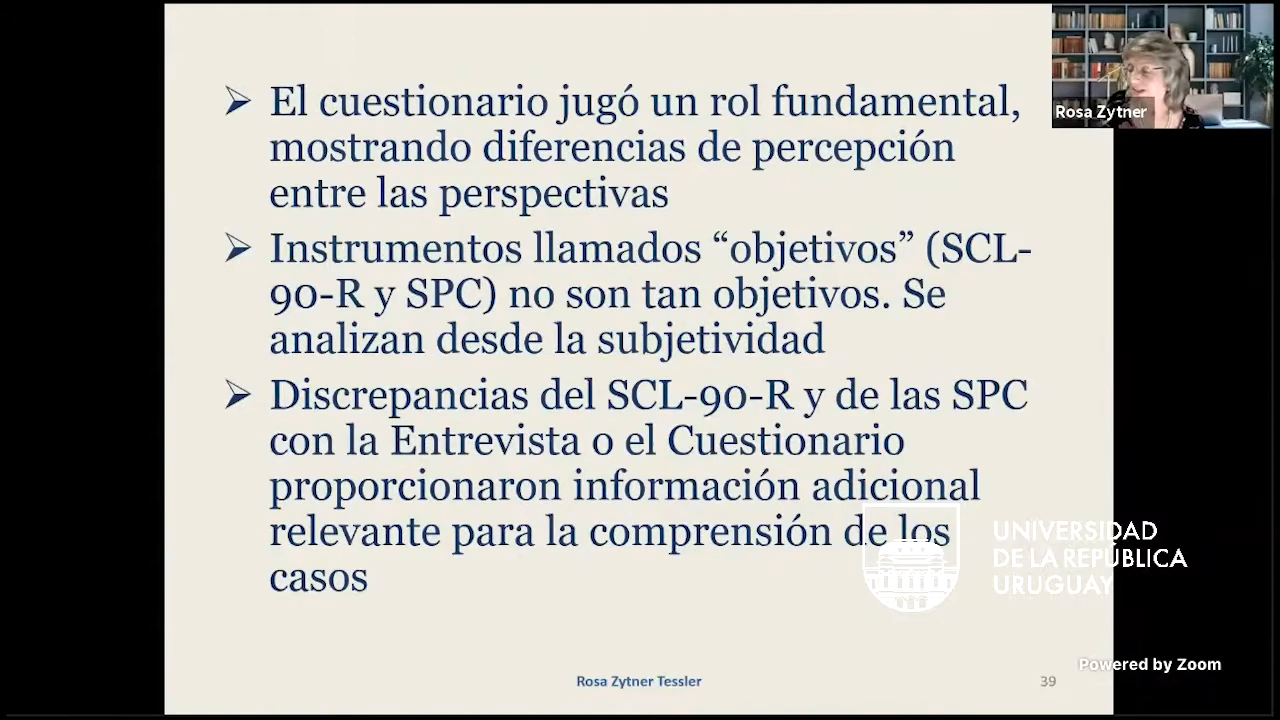 El cuestionario jugó un rol fundamental,
mostrando diferencias de percepción
entre las perspectivas
Instrumentos llamados “objetivos” (SCL-
90-R y SPC) no son tan objetivos. Se
analizan desde la subjetividad
Discrepancias del SCL-90-R y de las SPC
con la Entrevista o el Cuestionario
proporcionaron información adicional
relevante para la comprensión de los
casos
Rosa Zytner Tessler
39
Rosa Zytner
UNIVERSIDAD
DE LA REPÚBLICA
URUGUAY
Powered by Zoom